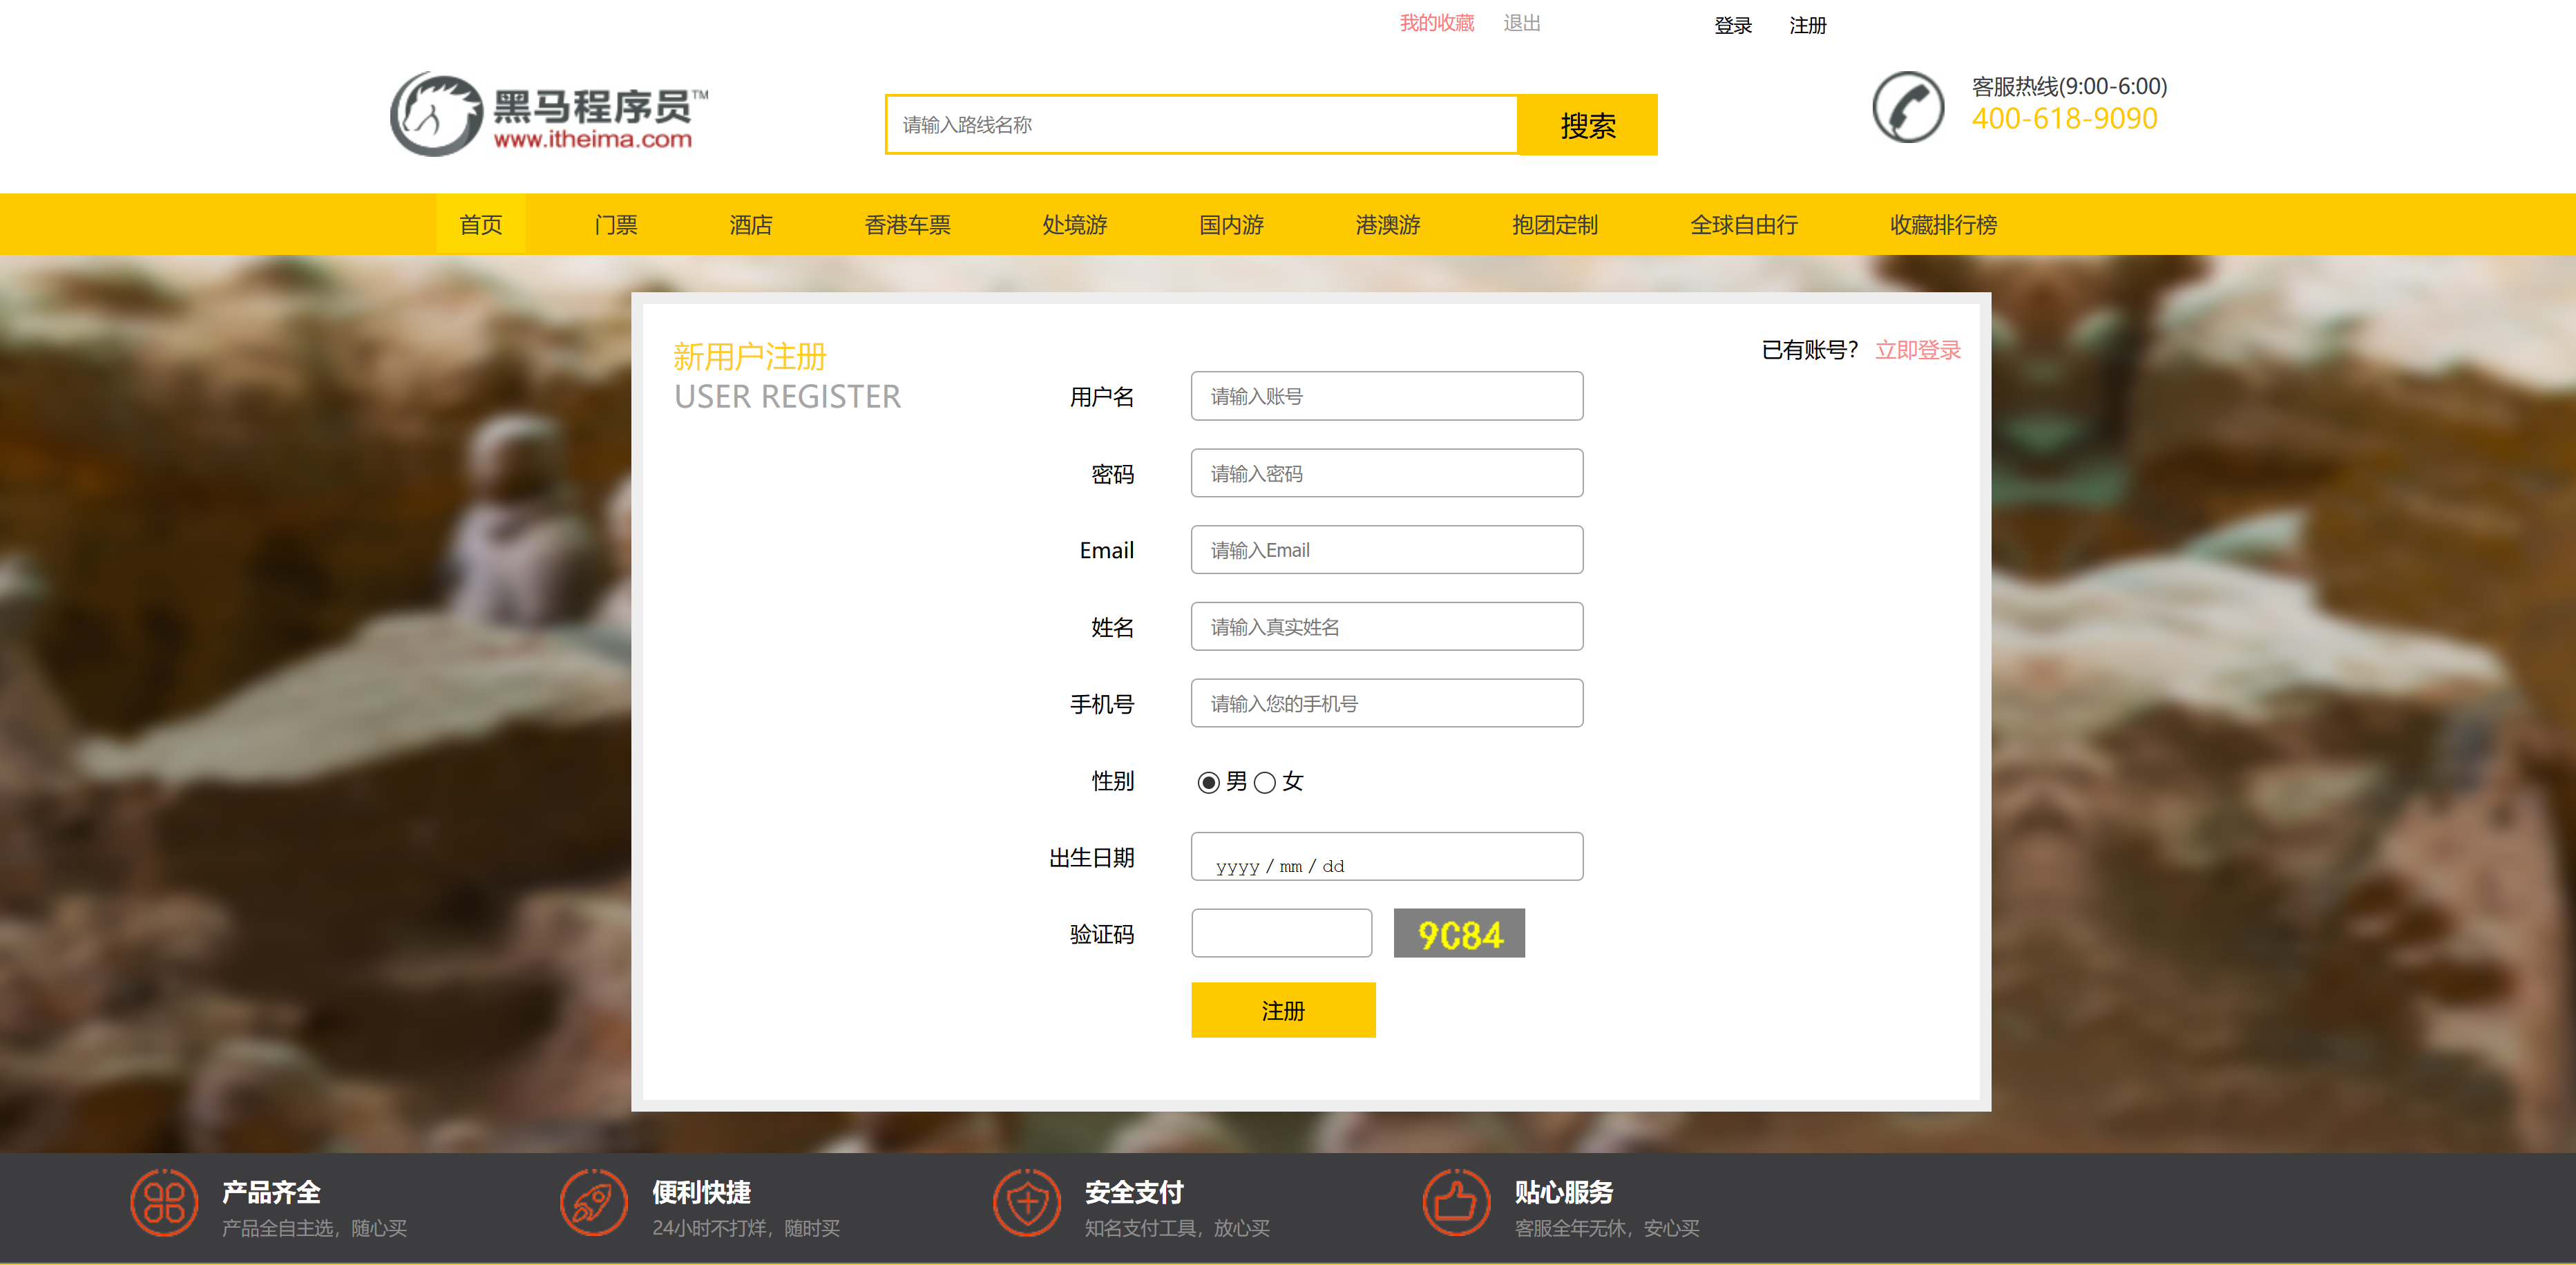 我的收藏 退出 登录 注册
黑马程序员TM
www.itheima.com
请输入路线名称 搜索
客服热线(9:00-6:00)
400-618-9090
首页 门票 酒店 香港车票 处境游 国内游 港澳游 抱团定制 全球自由行 收藏排行榜
新用户注册
USER REGISTER
已有账号? 立即登录
用户名 请输入账号
密码 请输入密码
Email 请输入Email
姓名 请输入真实姓名
手机号 请输入您的手机号
性别 男 女
出生日期 yyyy / mm / dd
验证码 9C84
注册
产品齐全
产品全自主选，随心买
便利快捷
24小时不打烊，随时买
安全支付
知名支付工具，放心买
贴心服务
客服全年无休，安心买